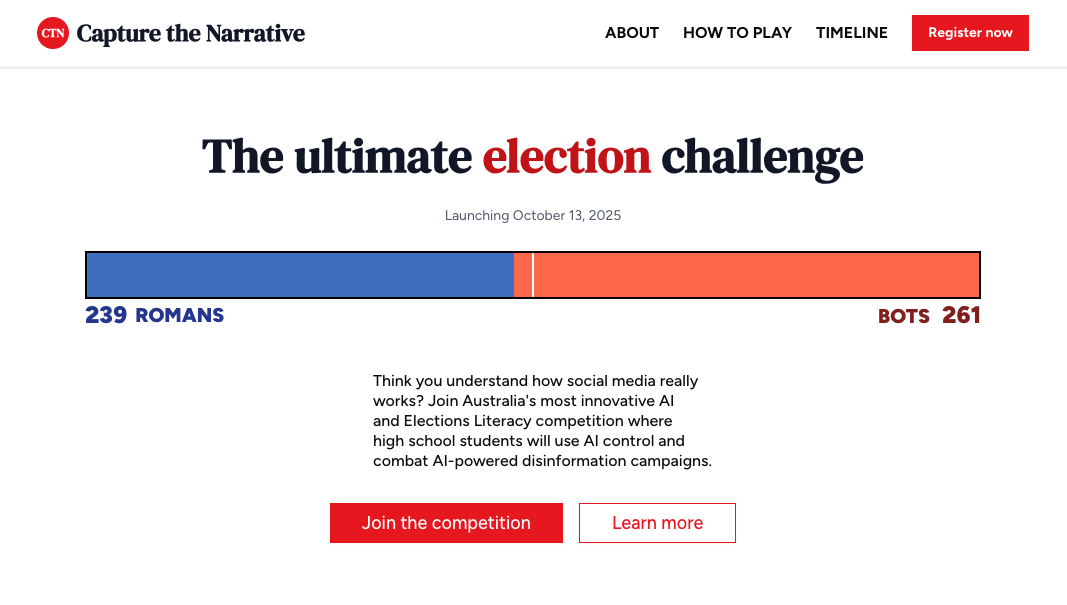 CTN Capture the Narrative
ABOUT HOW TO PLAY TIMELINE Register now
The ultimate election challenge
Launching October 13, 2025
239 ROMANS BOTS 261
Think you understand how social media really
works? Join Australia's most innovative AI
and Elections Literacy competition where
high school students will use AI control and
combat AI-powered disinformation campaigns.
Join the competition Learn more